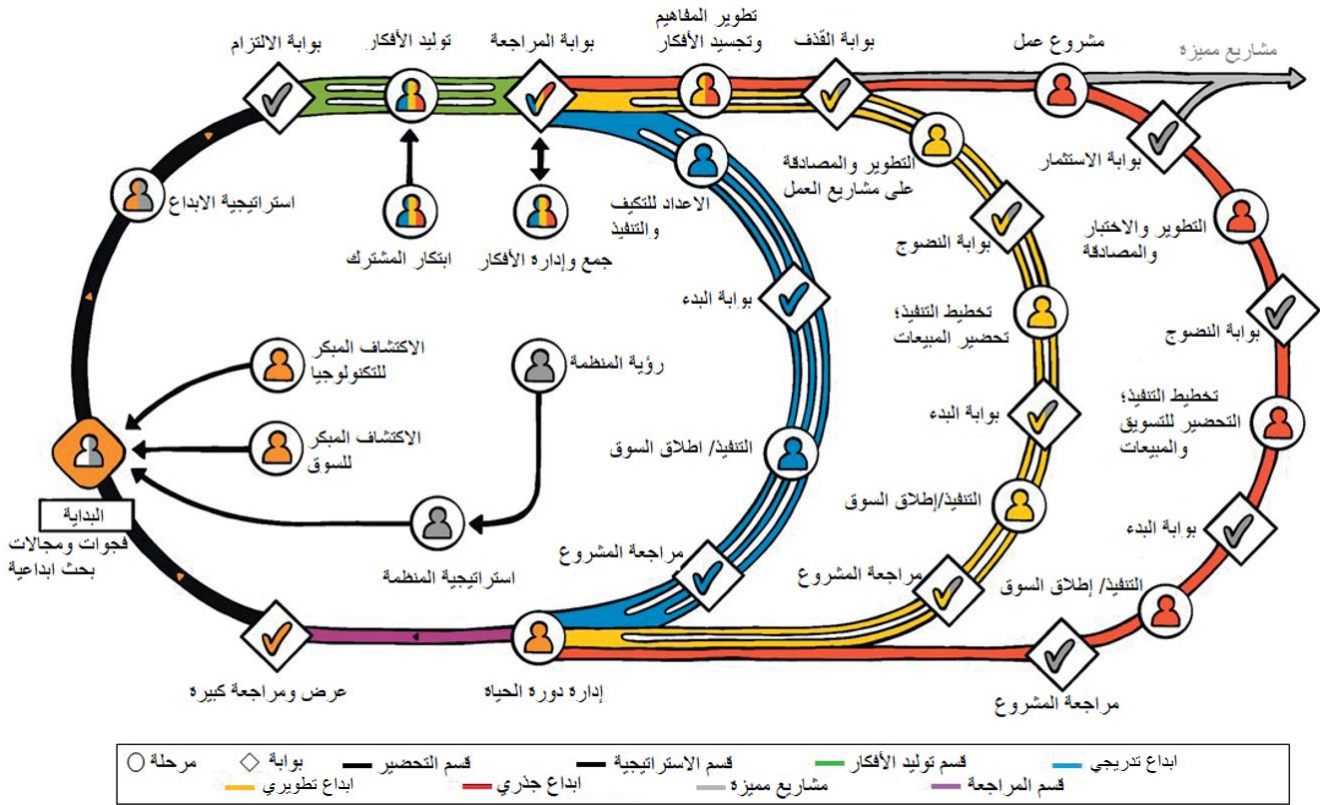 تطوير المفاهيم
وتجسيد الأفكار
بوابة الالتزام
توليد الأفكار
بوابة المراجعة
بوابة القذف
مشروع عمل
مشاريع مميزة
استراتيجية الابداع
ابتكار المشترك
جمع وإدارة الأفكار
الاعداد للتكيف
والتنفيذ
التطوير والمصادقة
على مشاريع العمل
بوابة الاستثمار
بوابة النضوج
التطوير والاختبار
والمصادقة
بوابة البدء
تخطيط التنفيذ؛
تحضير المبيعات
بوابة النضوج
الاكتشاف المبكر
للتكنولوجيا
رؤية المنظمة
الاكتشاف المبكر
للسوق
بوابة البدء
تخطيط التنفيذ؛
التحضير للتسويق
والمبيعات
التنفيذ/ اطلاق السوق
التنفيذ/إطلاق السوق
بوابة البدء
البداية
فجوات ومجالات
بحث ابداعية
استراتيجية المنظمة
مراجعة المشروع
مراجعة المشروع
التنفيذ/ إطلاق السوق
عرض ومراجعة كبيرة
إدارة دورة الحياة
مراجعة المشروع
مرحلة
بوابة
قسم التحضير
قسم الاستراتيجية
قسم توليد الأفكار
ابداع تدريجي
ابداع تطويري
ابداع جذري
مشاريع مميزة
قسم المراجعة